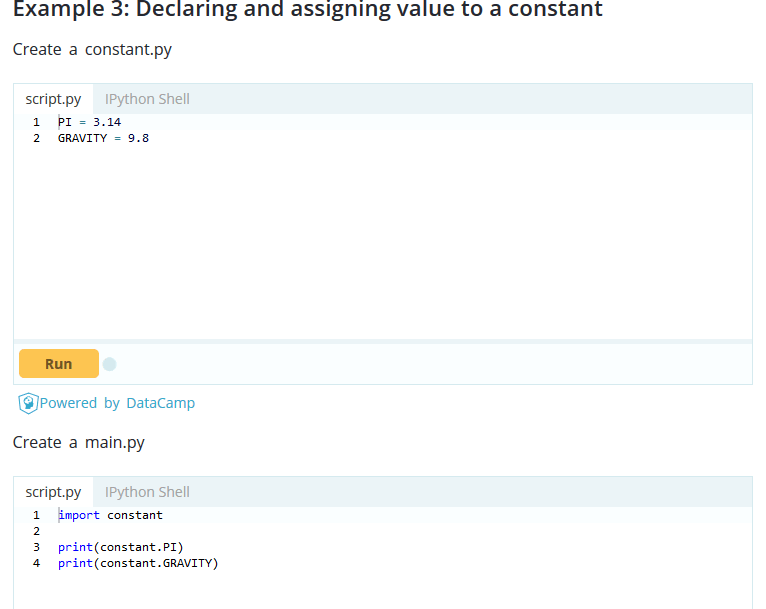 Example 3: Declaring and assigning value to a constant
Create a constant.py
script.py IPython Shell
1 PI = 3.14
2 GRAVITY = 9.8
Run
Powered by DataCamp
Create a main.py
script.py IPython Shell
1 import constant
2
3 print(constant.PI)
4 print(constant.GRAVITY)